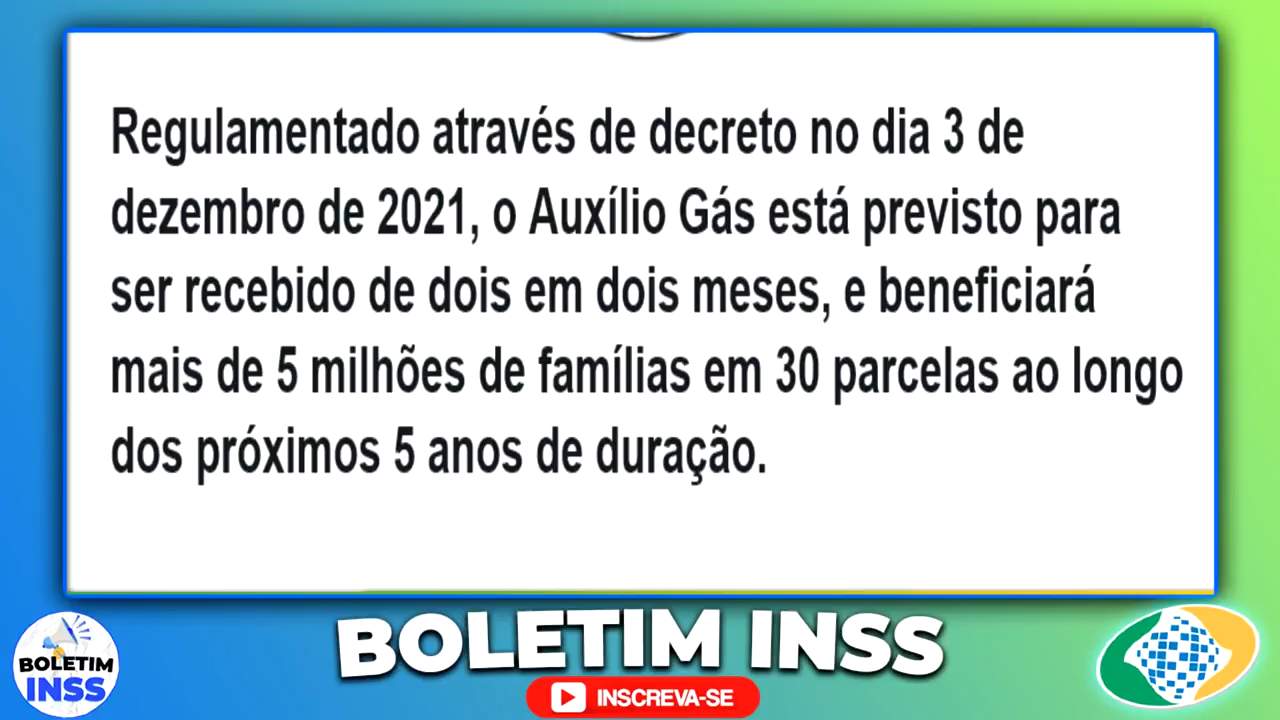 Regulamentado através de decreto no dia 3 de
dezembro de 2021, o Auxílio Gás está previsto para
ser recebido de dois em dois meses, e beneficiará
mais de 5 milhões de famílias em 30 parcelas ao longo
dos próximos 5 anos de duração.
BOLETIM INSS
BOLETIM
INSS
INSCREVA-SE